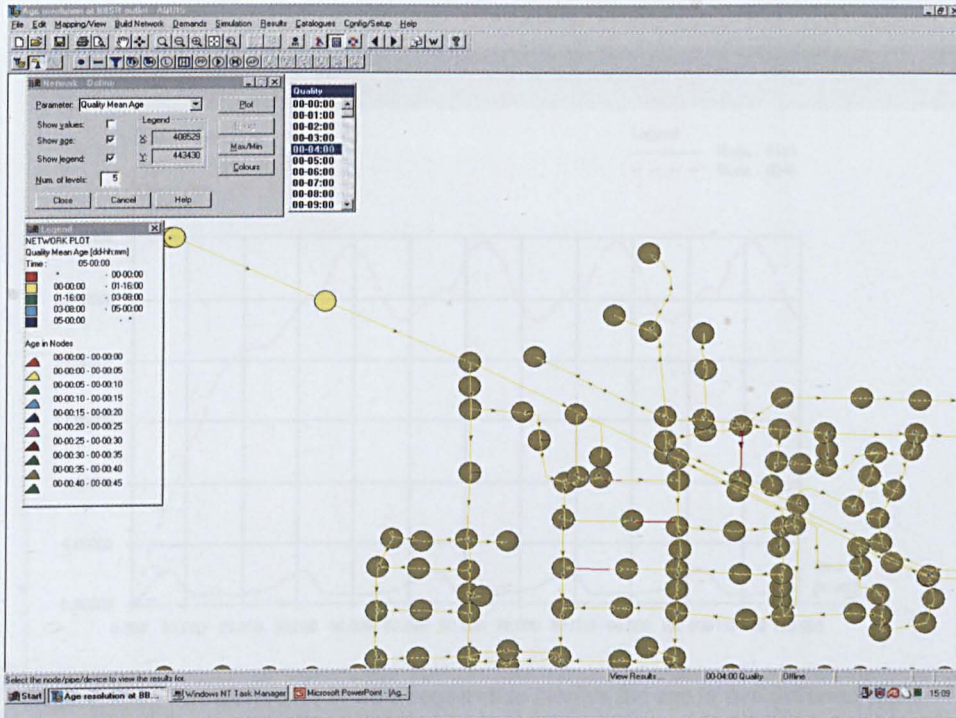 Age resolution at BBSR outlet - AQUIS
File Edit Mapping/View Build Network Demands Simulation Results Catalogues Config/Setup Help
Network - Define
Parameter: Quality Mean Age
Plot
Show values:
Legend
Show age:
X: 408529
Max/Min
Show legend:
Y: 443430
Colours
Num. of levels: 5
Close Cancel Help
Quality
00-00:00
00-01:00
00-02:00
00-03:00
00-04:00
00-05:00
00-06:00
00-07:00
00-08:00
00-09:00
Legend
NETWORK PLOT
Quality Mean Age [dd-hh:mm]
Time : 05-00:00
* - 00-00:00
00-00:00 - 01-16:00
01-16:00 - 03-08:00
03-08:00 - 05-00:00
05-00:00 - *
Age in Nodes
00-00:00 - 00-00:00
00-00:00 - 00-00:05
00-00:05 - 00-00:10
00-00:10 - 00-00:15
00-00:15 - 00-00:20
00-00:20 - 00-00:25
00-00:25 - 00-00:30
00-00:30 - 00-00:35
00-00:35 - 00-00:40
00-00:40 - 00-00:45
Select the node/pipe/device to view the results for.
View Results... 00-04:00 Quality Offline
Start Age resolution at BB... Windows NT Task Manager Microsoft PowerPoint - [Ag... 15:09